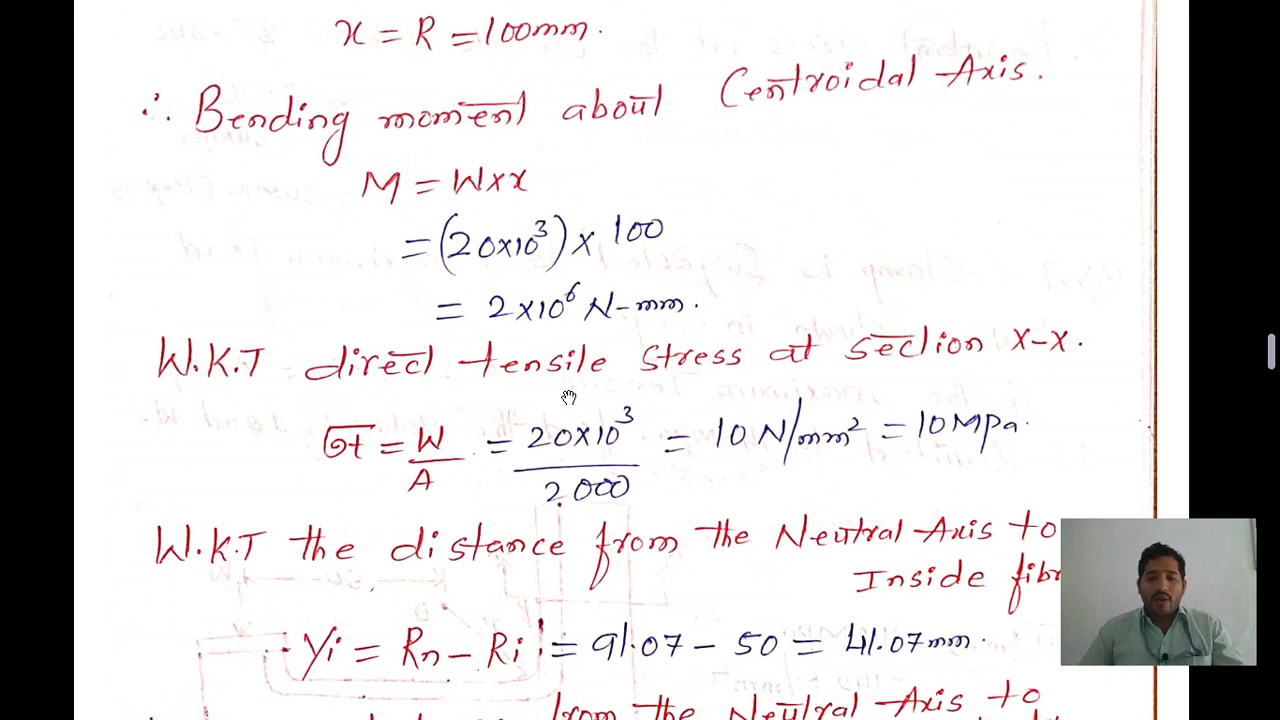 x = R = 100mm.
∴ Bending moment about Centroidal Axis.
M = W×x
= (20×10³) × 100
= 2×10⁶ N-mm.
W.K.T direct tensile stress at section X-X.
σt = W/A = 20×10³/2000 = 10 N/mm² = 10 MPa.
W.K.T the distance from the Neutral Axis to
Inside fibr
Yi = Rn - Ri = 91.07 - 50 = 41.07mm.
from the Neutral Axis to